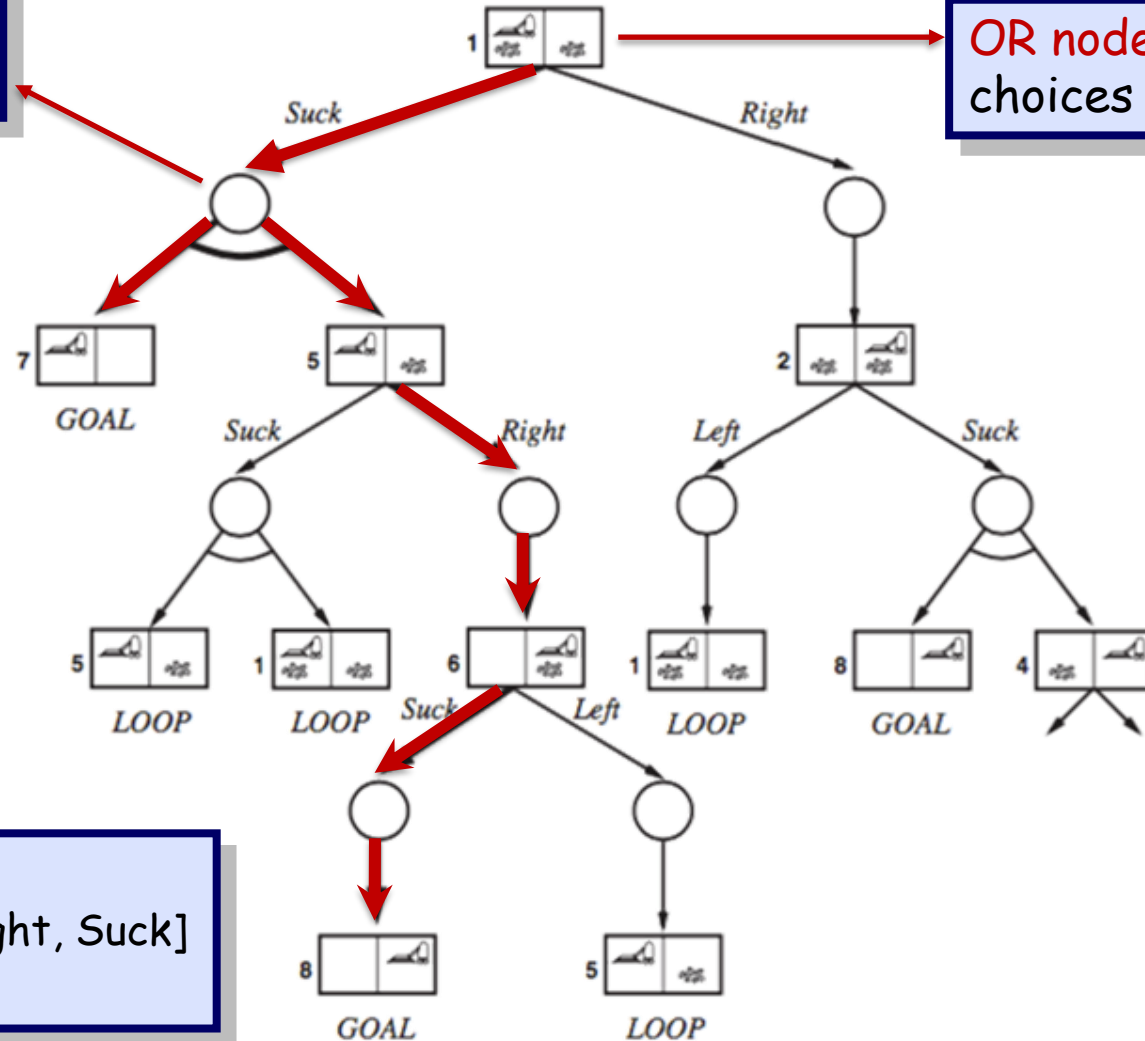 1
OR node
choices
Suck
Right
7
5
2
GOAL
Suck
Right
Left
Suck
5
1
6
1
8
4
LOOP
LOOP
Suck
Left
LOOP
GOAL
ght, Suck]
8
5
GOAL
LOOP